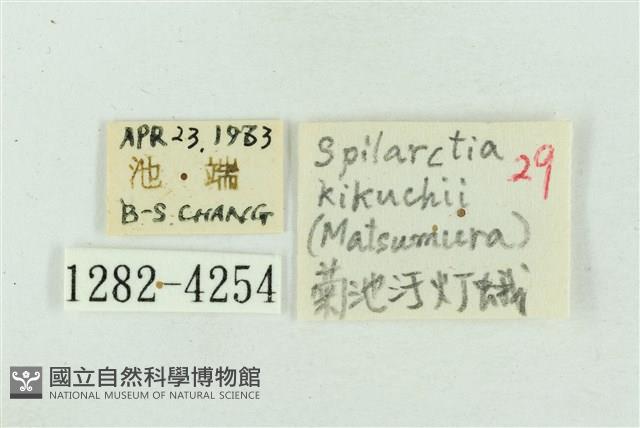 APR 23, 1983
池 端
B-S. CHANG
1282-4254
Spilarctia
kikuchii
(Matsumura)
菊池汙灯蛾
29
國立自然科學博物館
NATIONAL MUSEUM OF NATURAL SCIENCE